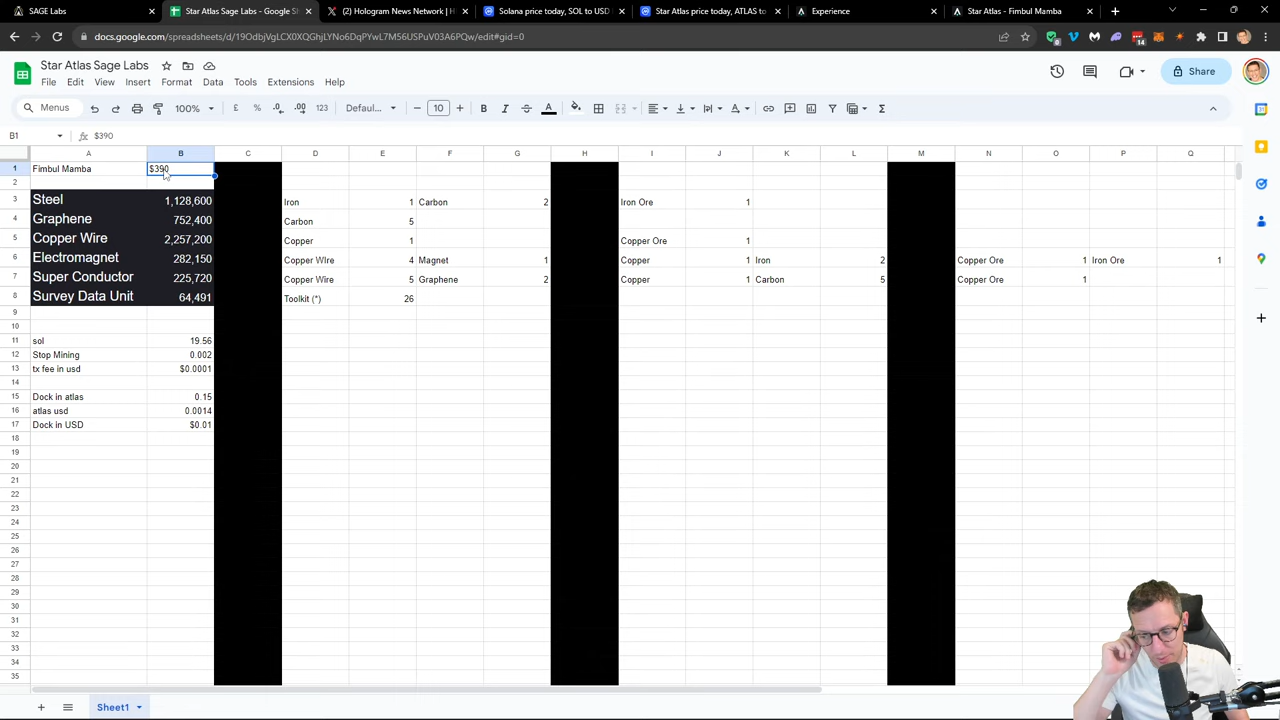 SAGE Labs
Star Atlas Sage Labs - Google Sh
(2) Hologram News Network | H
Solana price today, SOL to USD
Star Atlas price today, ATLAS to
Experience
Star Atlas - Fimbul Mamba
docs.google.com/spreadsheets/d/19OdbjVgLCX0XQGhjLYNo6DqPYwL7M56USPuV03A6PQw/edit#gid=0
14
Star Atlas Sage Labs
File Edit View Insert Format Data Tools Extensions Help
Share
Menus 100% £ % .0 .00 123 Defaul... 10 B I S A Σ
B1 fx $390
A B C D E F G H I J K L M N O P Q
1 Fimbul Mamba $390
2
3 Steel 1,128,600 Iron 1 Carbon 2 Iron Ore 1
4 Graphene 752,400 Carbon 5
5 Copper Wire 2,257,200 Copper 1 Copper Ore 1
6 Electromagnet 282,150 Copper WIre 4 Magnet 1 Copper 1 Iron 2 Copper Ore 1 Iron Ore 1
7 Super Conductor 225,720 Copper Wire 5 Graphene 2 Copper 1 Carbon 5 Copper Ore 1
8 Survey Data Unit 64,491 Toolkit (*) 26
9
10
11 sol 19.56
12 Stop Mining 0.002
13 tx fee in usd $0.0001
14
15 Dock in atlas 0.15
16 atlas usd 0.0014
17 Dock in USD $0.01
18
19
20
21
22
23
24
25
26
27
28
29
30
31
32
33
34
35
Sheet1